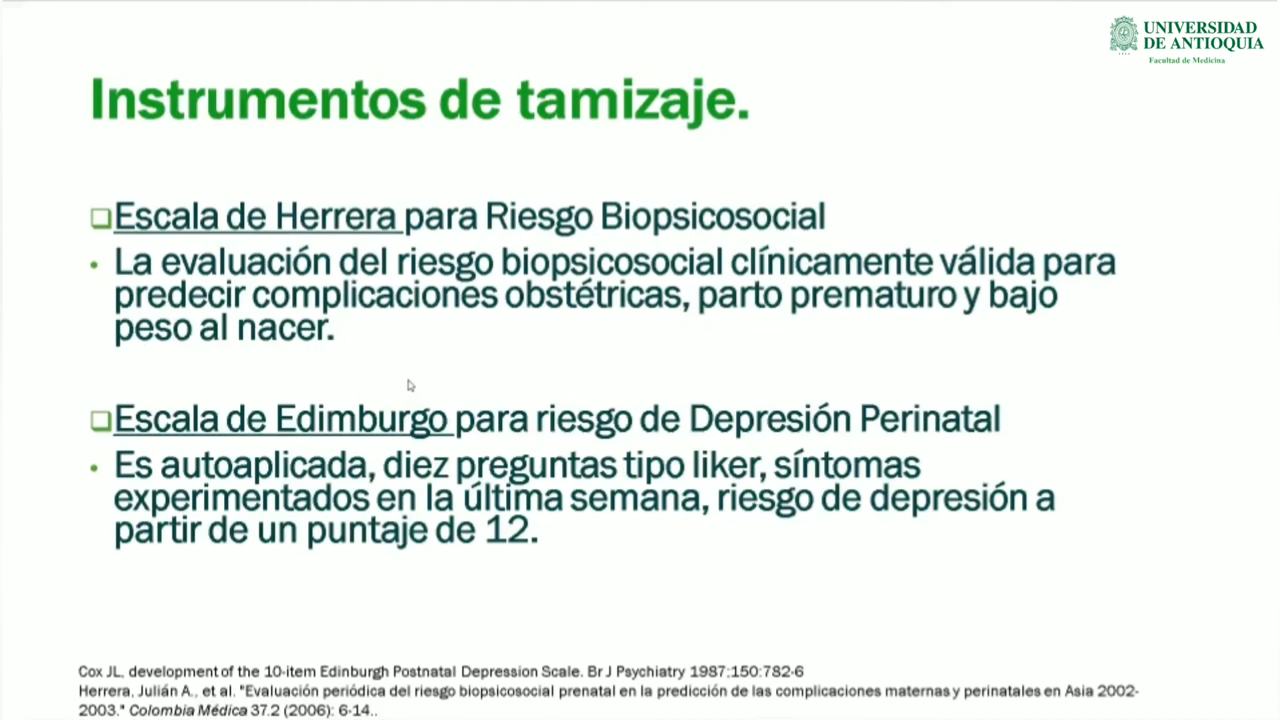 UNIVERSIDAD
DE ANTIOQUIA
Facultad de Medicina
Instrumentos de tamizaje.
Escala de Herrera para Riesgo Biopsicosocial
• La evaluación del riesgo biopsicosocial clínicamente válida para
predecir complicaciones obstétricas, parto prematuro y bajo
peso al nacer.
Escala de Edimburgo para riesgo de Depresión Perinatal
• Es autoaplicada, diez preguntas tipo liker, síntomas
experimentados en la última semana, riesgo de depresión a
partir de un puntaje de 12.
Cox JL, development of the 10-item Edinburgh Postnatal Depression Scale. Br J Psychiatry 1987;150:782-6
Herrera, Julián A., et al. "Evaluación periódica del riesgo biopsicosocial prenatal en la predicción de las complicaciones maternas y perinatales en Asia 2002-
2003." Colombia Médica 37.2 (2006): 6-14..